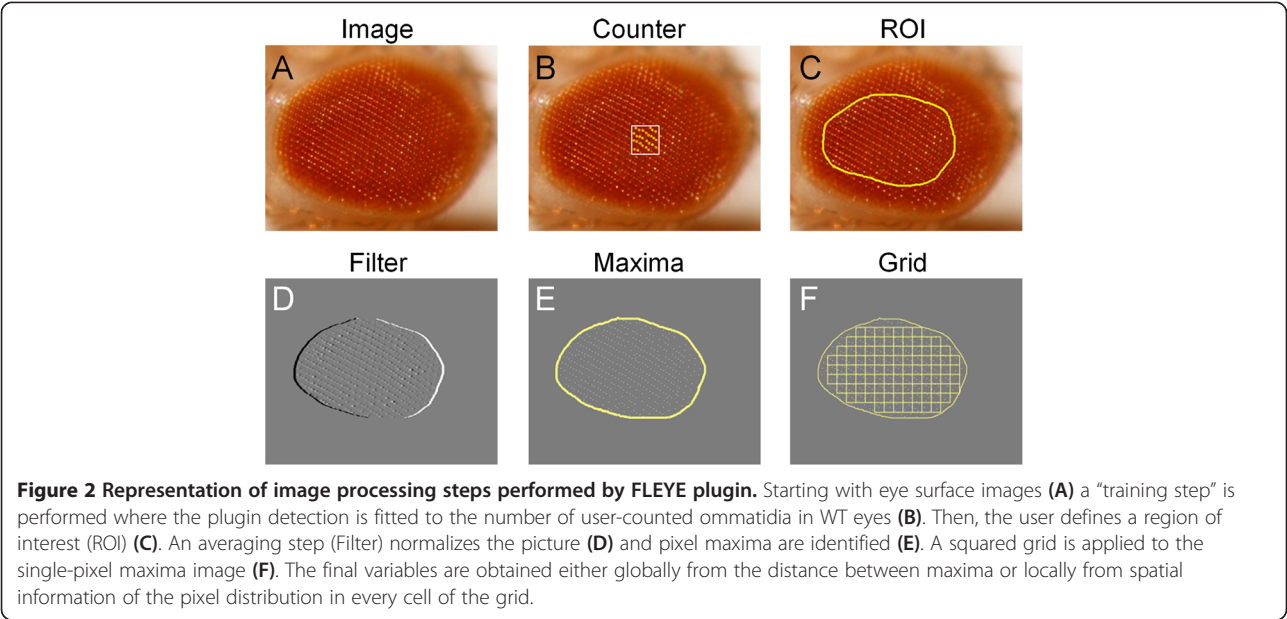 Image Counter ROI
A B C
Filter Maxima Grid
D E F
Figure 2 Representation of image processing steps performed by FLEYE plugin. Starting with eye surface images (A) a “training step” is
performed where the plugin detection is fitted to the number of user-counted ommatidia in WT eyes (B). Then, the user defines a region of
interest (ROI) (C). An averaging step (Filter) normalizes the picture (D) and pixel maxima are identified (E). A squared grid is applied to the
single-pixel maxima image (F). The final variables are obtained either globally from the distance between maxima or locally from spatial
information of the pixel distribution in every cell of the grid.